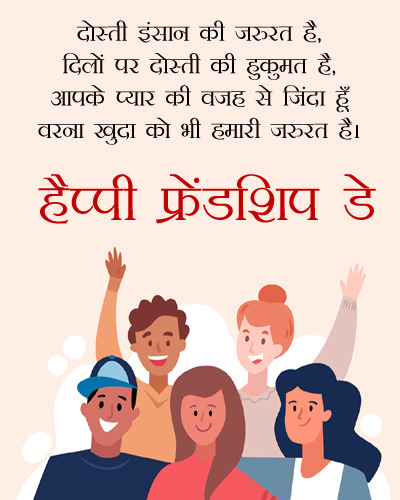 दोस्ती इंसान की जरुरत है,
दिलों पर दोस्ती की हुकुमत है,
आपके प्यार की वजह से जिंदा हूँ
वरना खुदा को भी हमारी जरुरत है।
हैप्पी फ्रेंडशिप डे